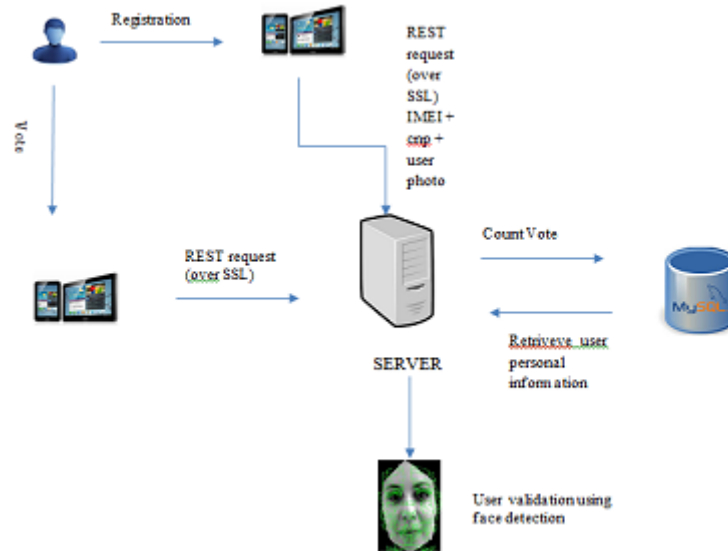 Registration
REST
request
(over
SSL)
IMEI +
cnp +
user
photo
Vote
REST request
(over SSL)
Count Vote
MySQL
Retriveve user
personal
information
SERVER
User validation using
face detection